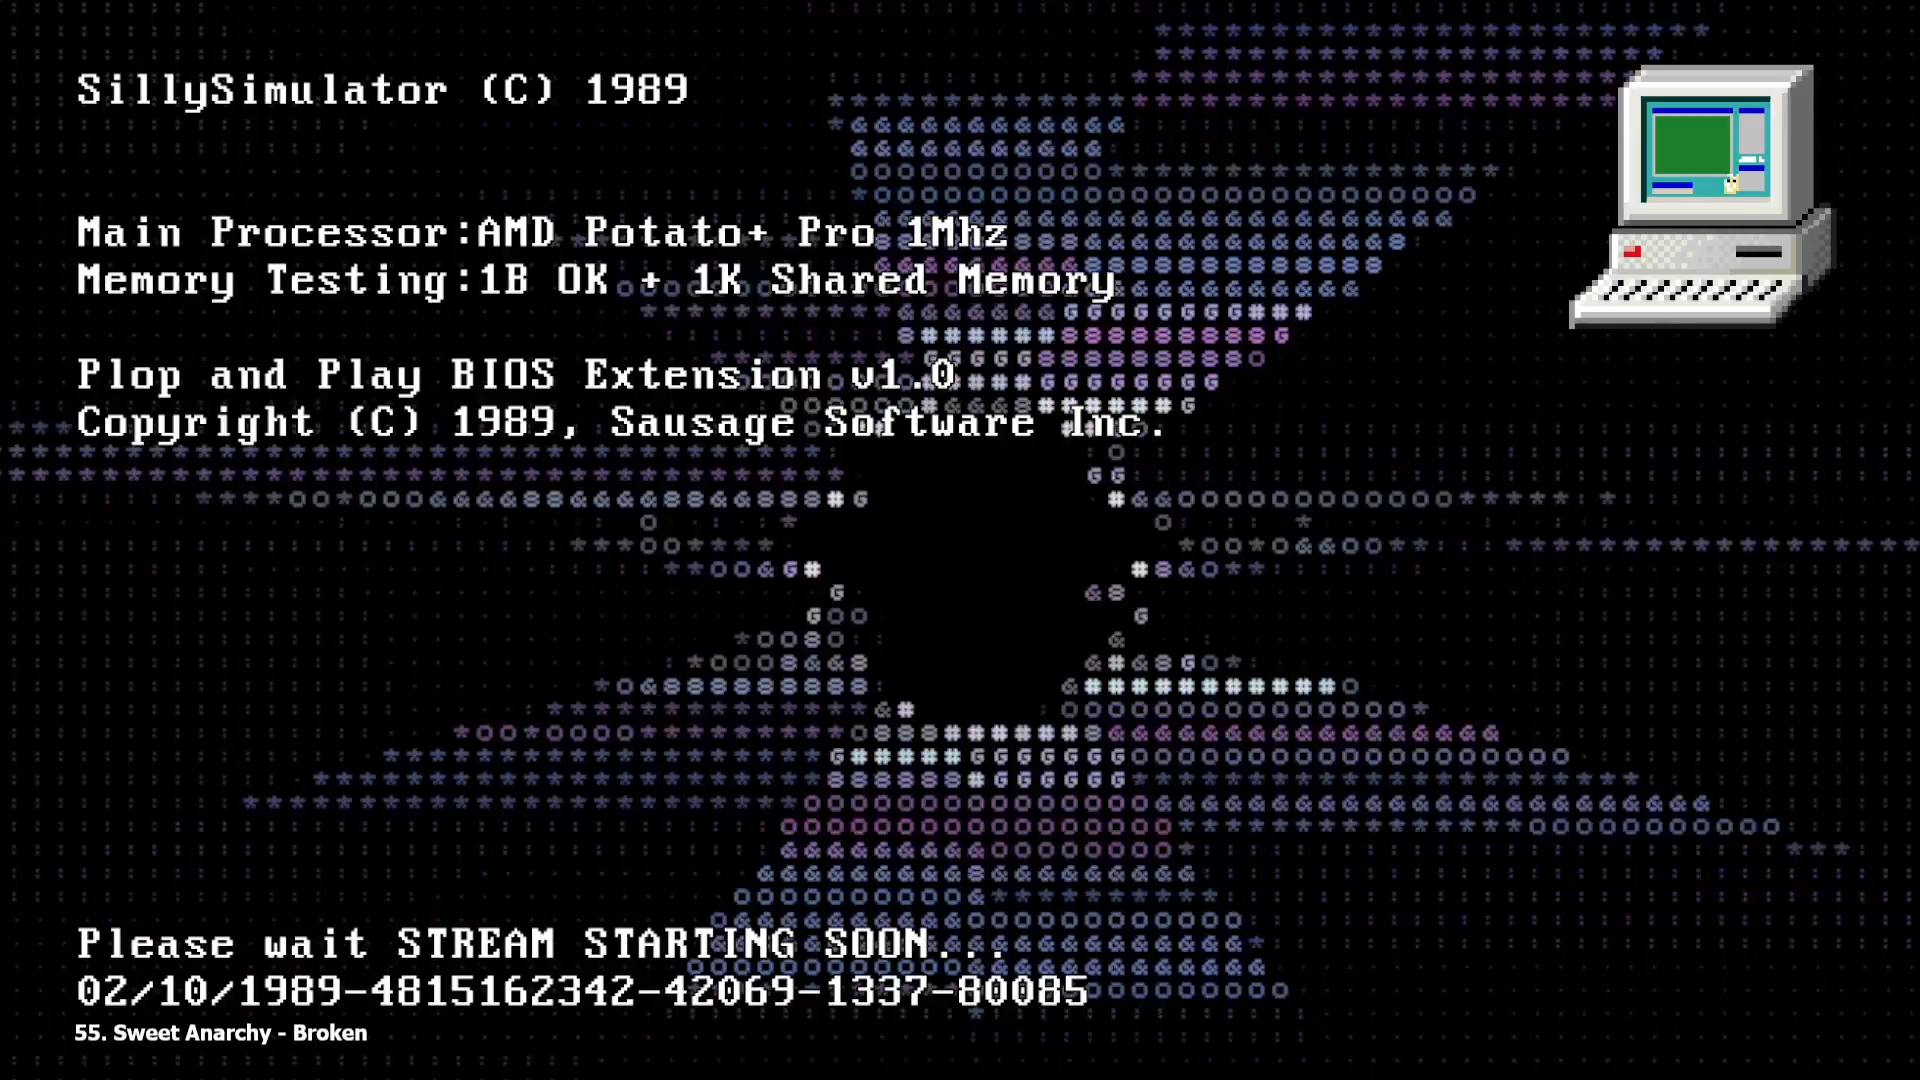 SillySimulator (C) 1989
Main Processor:AMD Potato+ Pro 1Mhz
Memory Testing:1B OK + 1K Shared Memory
Plop and Play BIOS Extension v1.0
Copyright (C) 1989, Sausage Software Inc.
Please wait STREAM STARTING SOON...
02/10/1989-4815162342-42069-1337-80085
55. Sweet Anarchy - Broken